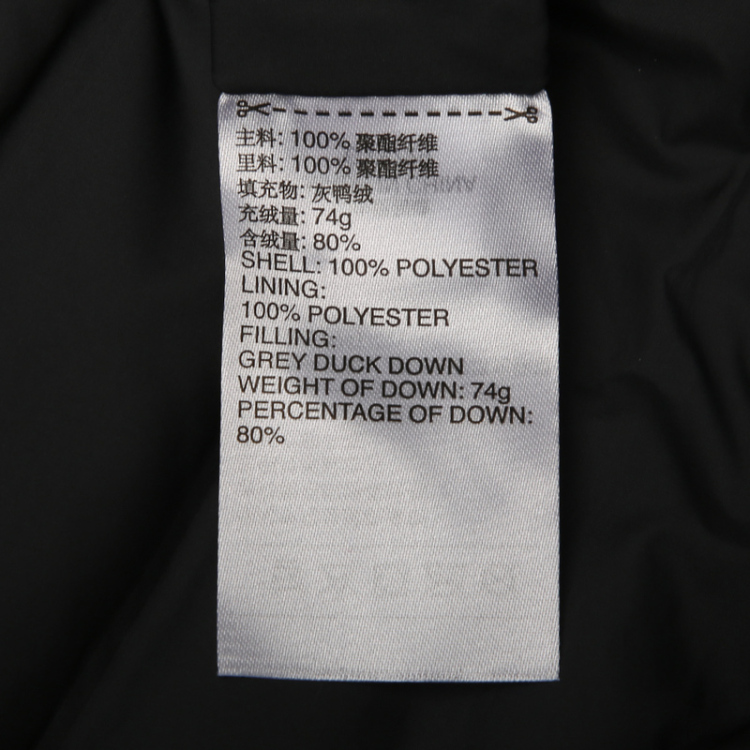 主料: 100% 聚酯纤维
里料: 100% 聚酯纤维
填充物: 灰鸭绒
充绒量: 74g
含绒量: 80%
SHELL: 100% POLYESTER
LINING:
100% POLYESTER
FILLING:
GREY DUCK DOWN
WEIGHT OF DOWN: 74g
PERCENTAGE OF DOWN:
80%